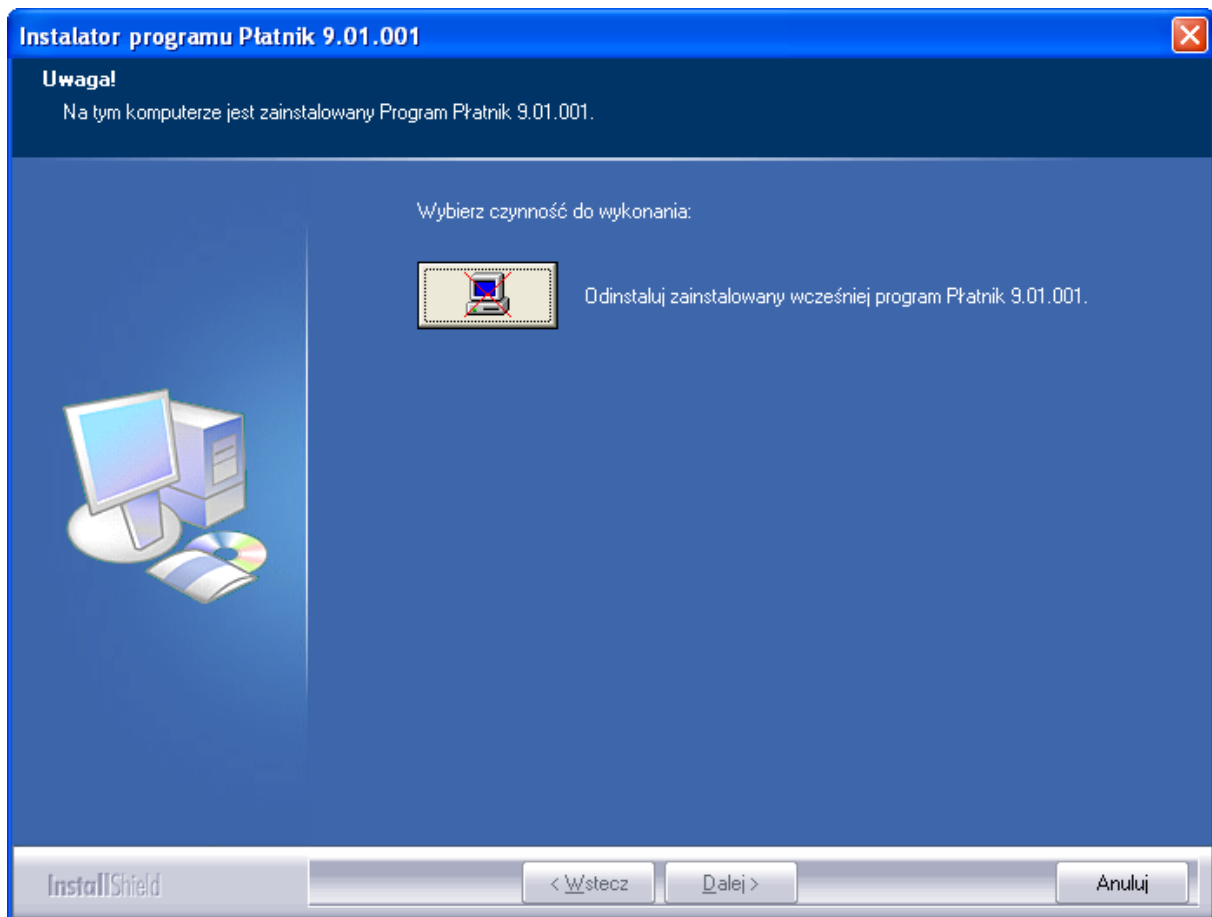 Instalator programu Płatnik 9.01.001
Uwaga!
Na tym komputerze jest zainstalowany Program Płatnik 9.01.001.
Wybierz czynność do wykonania:
Odinstaluj zainstalowany wcześniej program Płatnik 9.01.001.
InstallShield
< Wstecz
Dalej >
Anuluj